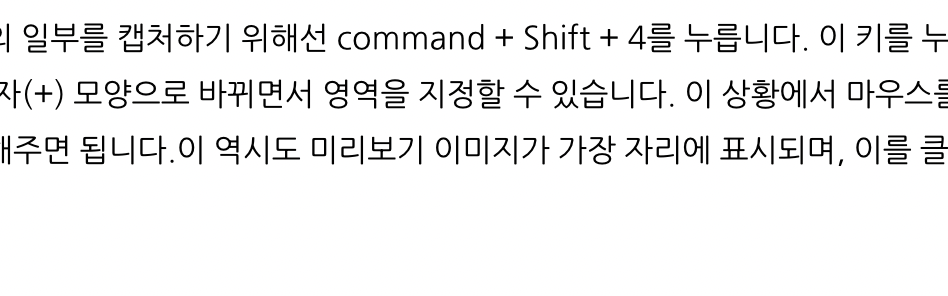 의 일부를 캡처하기 위해선 command + Shift + 4를 누릅니다. 이 키를 누
자(+) 모양으로 바뀌면서 영역을 지정할 수 있습니다. 이 상황에서 마우스를
해주면 됩니다.이 역시도 미리보기 이미지가 가장 자리에 표시되며, 이를 클